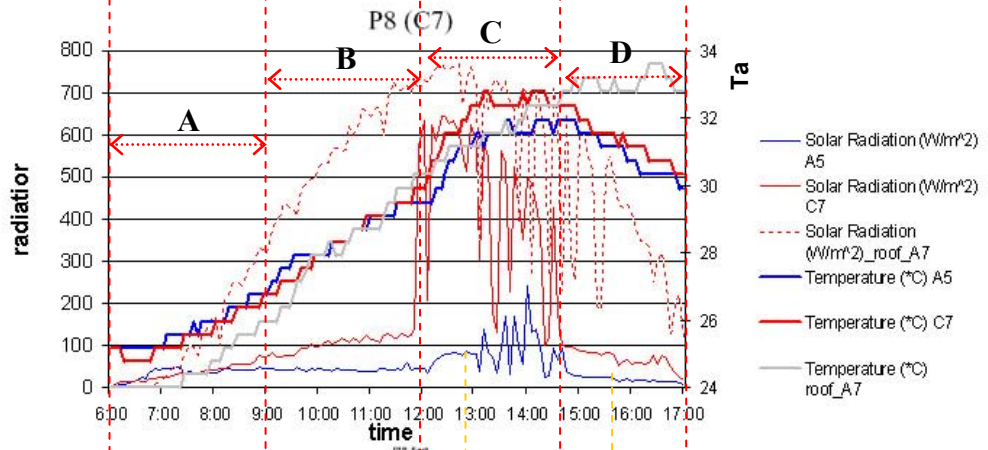 P8 (C7)
A
B
C
D
800
700
600
500
400
300
200
100
0
radiatior
34
32
30
28
26
24
Ta
6:00 7:00 8:00 9:00 10:00 11:00 12:00 13:00 14:00 15:00 16:00 17:00
time
Solar Radiation (W/m^2)
A5
Solar Radiation (W/m^2)
C7
Solar Radiation
(W/m^2)_roof_A7
Temperature (*C) A5
Temperature (*C) C7
Temperature (*C)
roof_A7